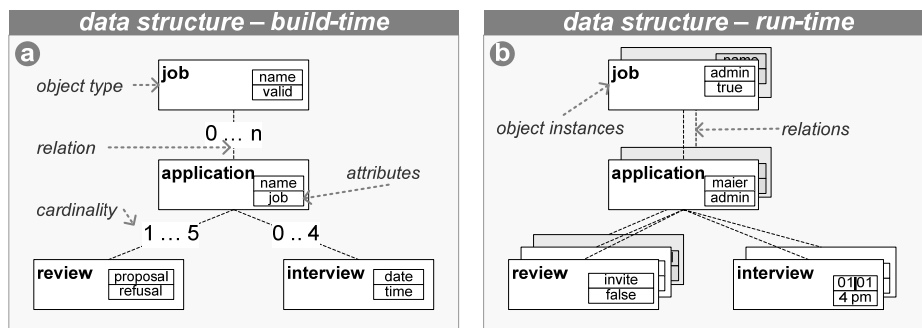 data structure – build-time
a
job
name
valid
object type
0 ... n
relation
application
name
job
attributes
cardinality
1 ... 5
0 .. 4
review
proposal
refusal
interview
date
time
data structure – run-time
b
name
job
admin
true
object instances
relations
application
maier
admin
review
invite
false
interview
01 01
4 pm